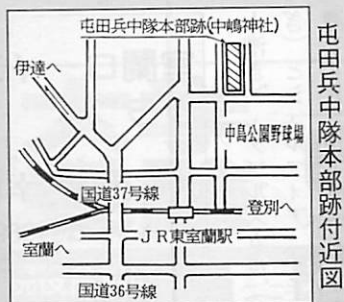 屯田兵中隊本部跡付近図
屯田兵中隊本部跡(中嶋神社)
伊達へ
中島公園野球場
国道37号線
登別へ
室蘭へ
JR東室蘭駅
国道36号線